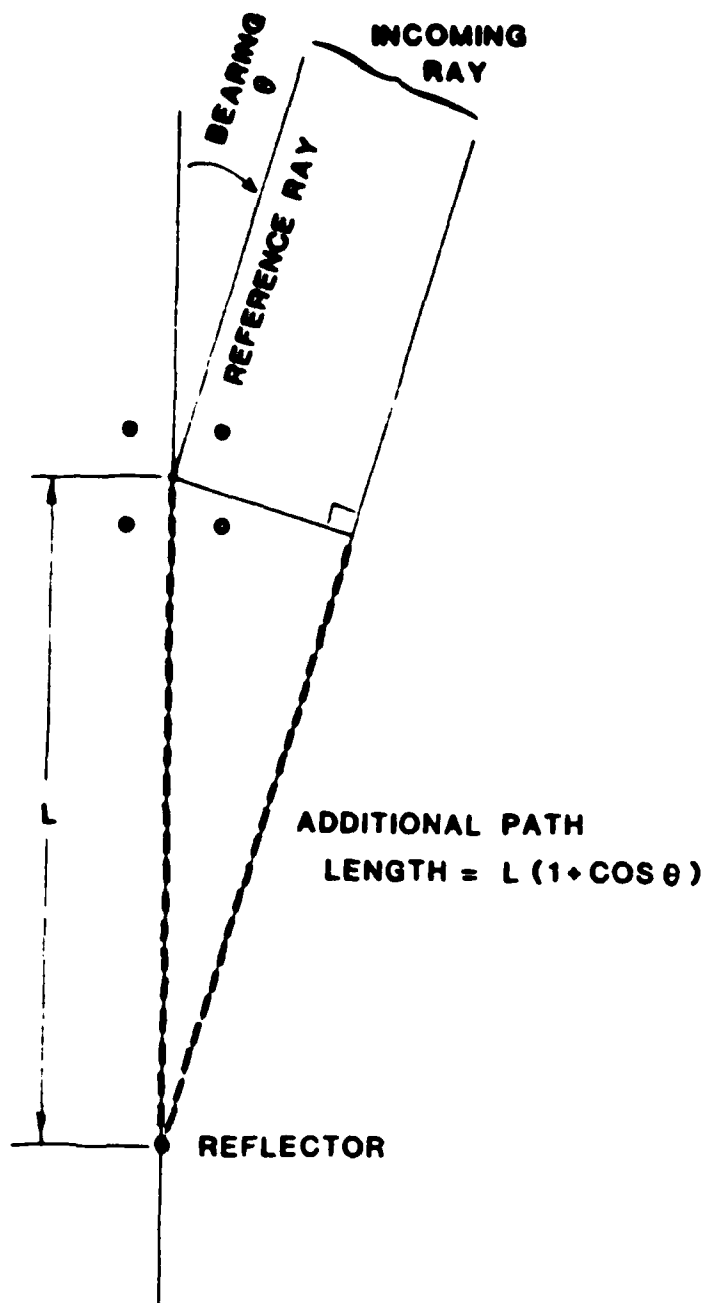 INCOMING
RAY
BEARING
θ
REFERENCE RAY
L
ADDITIONAL PATH
LENGTH = L (1+COS θ)
REFLECTOR